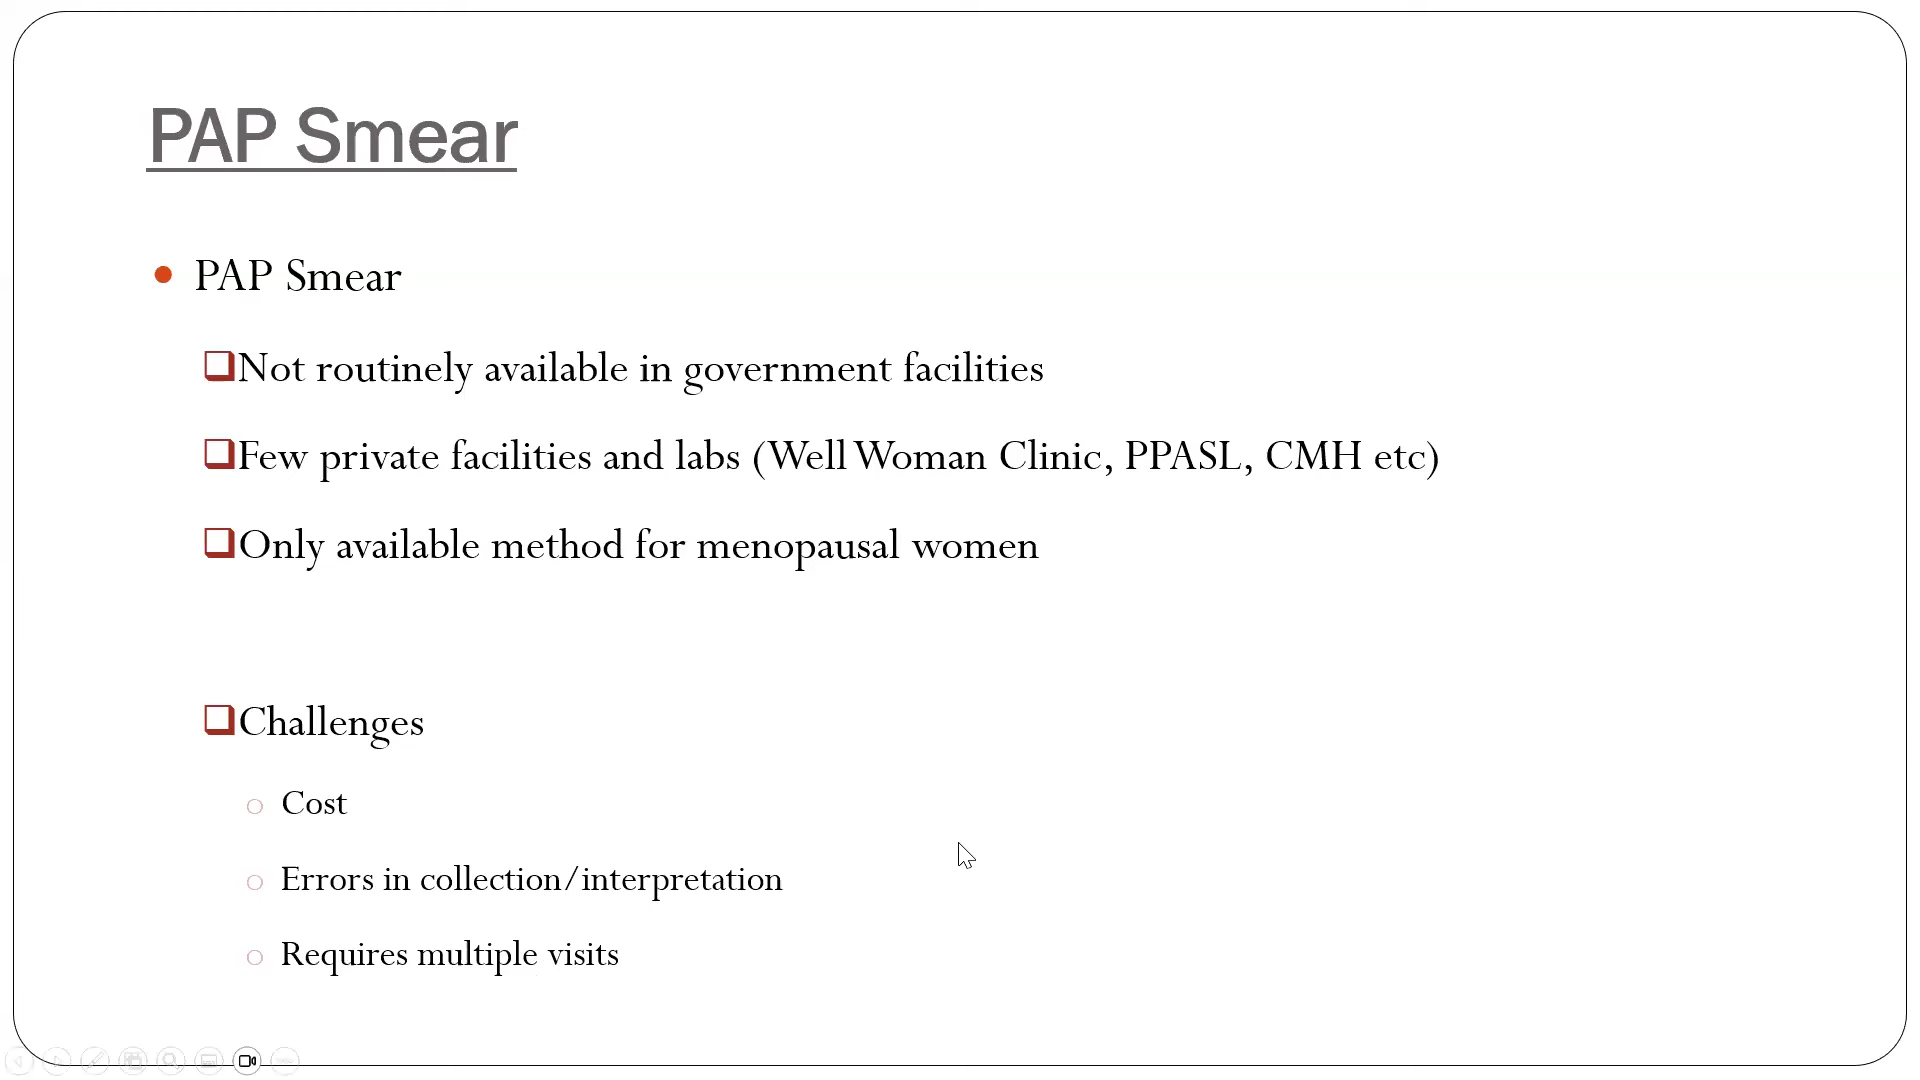 PAP Smear
PAP Smear
Not routinely available in government facilities
Few private facilities and labs (Well Woman Clinic, PPASL, CMH etc)
Only available method for menopausal women
Challenges
Cost
Errors in collection/interpretation
Requires multiple visits